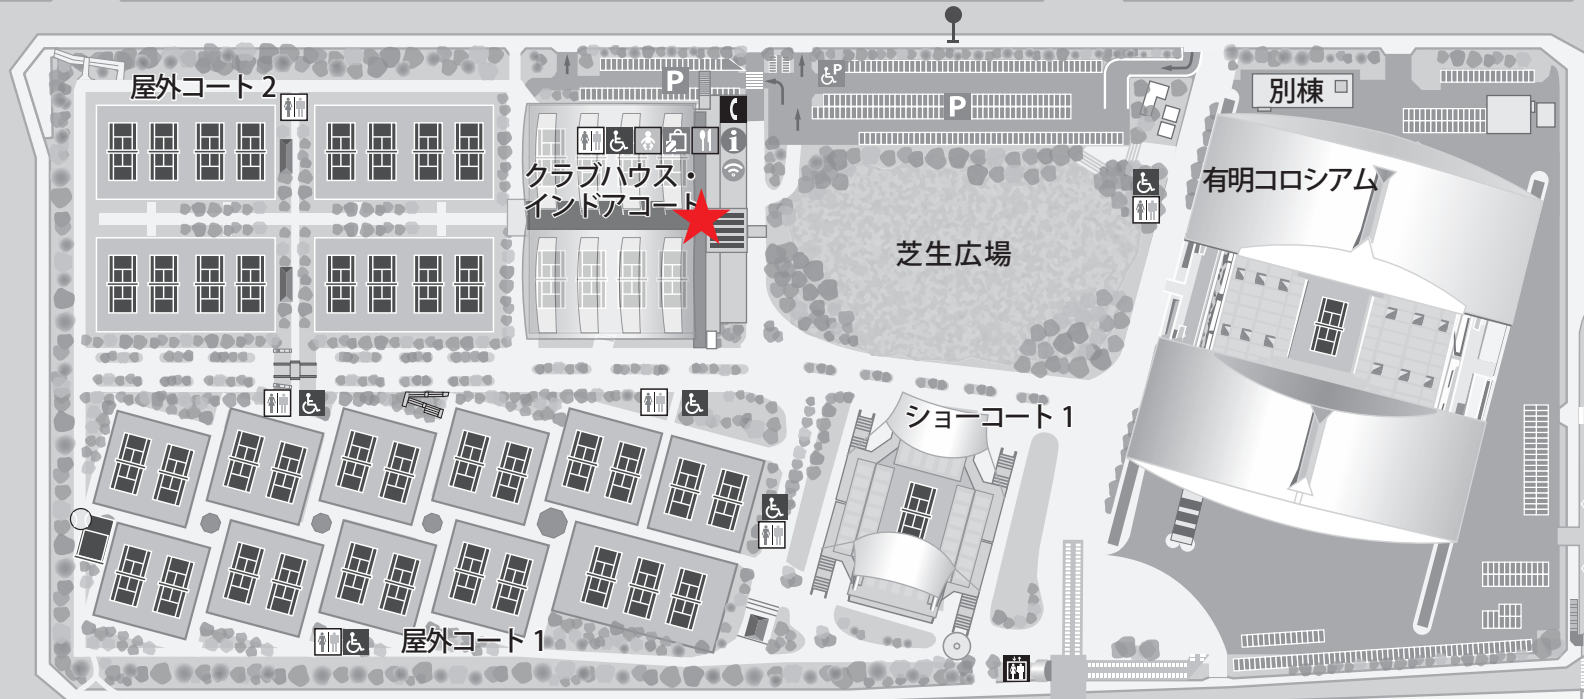 屋外コート 2
P
P
P
別棟
i
クラブハウス・
インドアコート
有明コロシアム
芝生広場
ショーコート 1
屋外コート 1